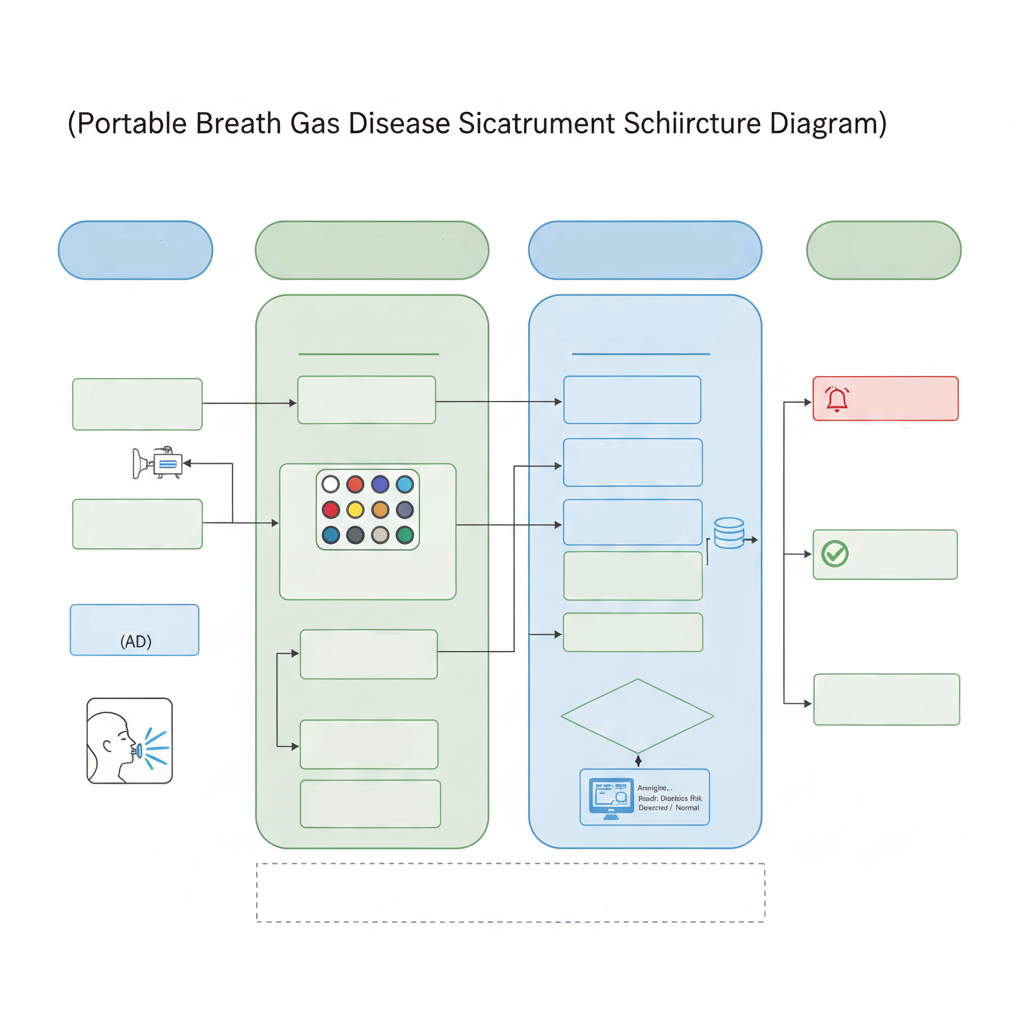 (Portable Breath Gas Disease Sicatrument Schiircture Diagram)
(AD)
Detected / Normal